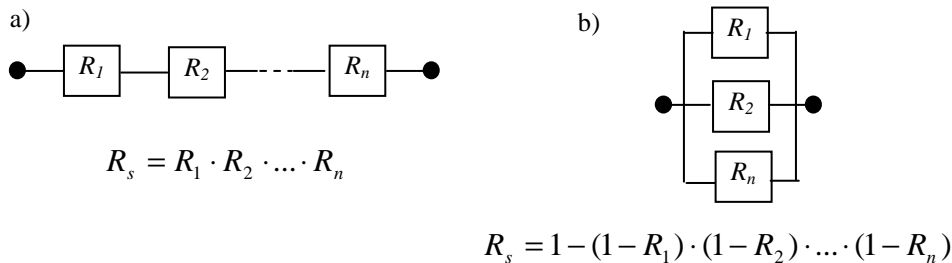 a)
R1 R2 Rn
Rs = R1 · R2 · ... · Rn
b)
R1
R2
Rn
Rs = 1 − (1 − R1) · (1 − R2) · ... · (1 − Rn)